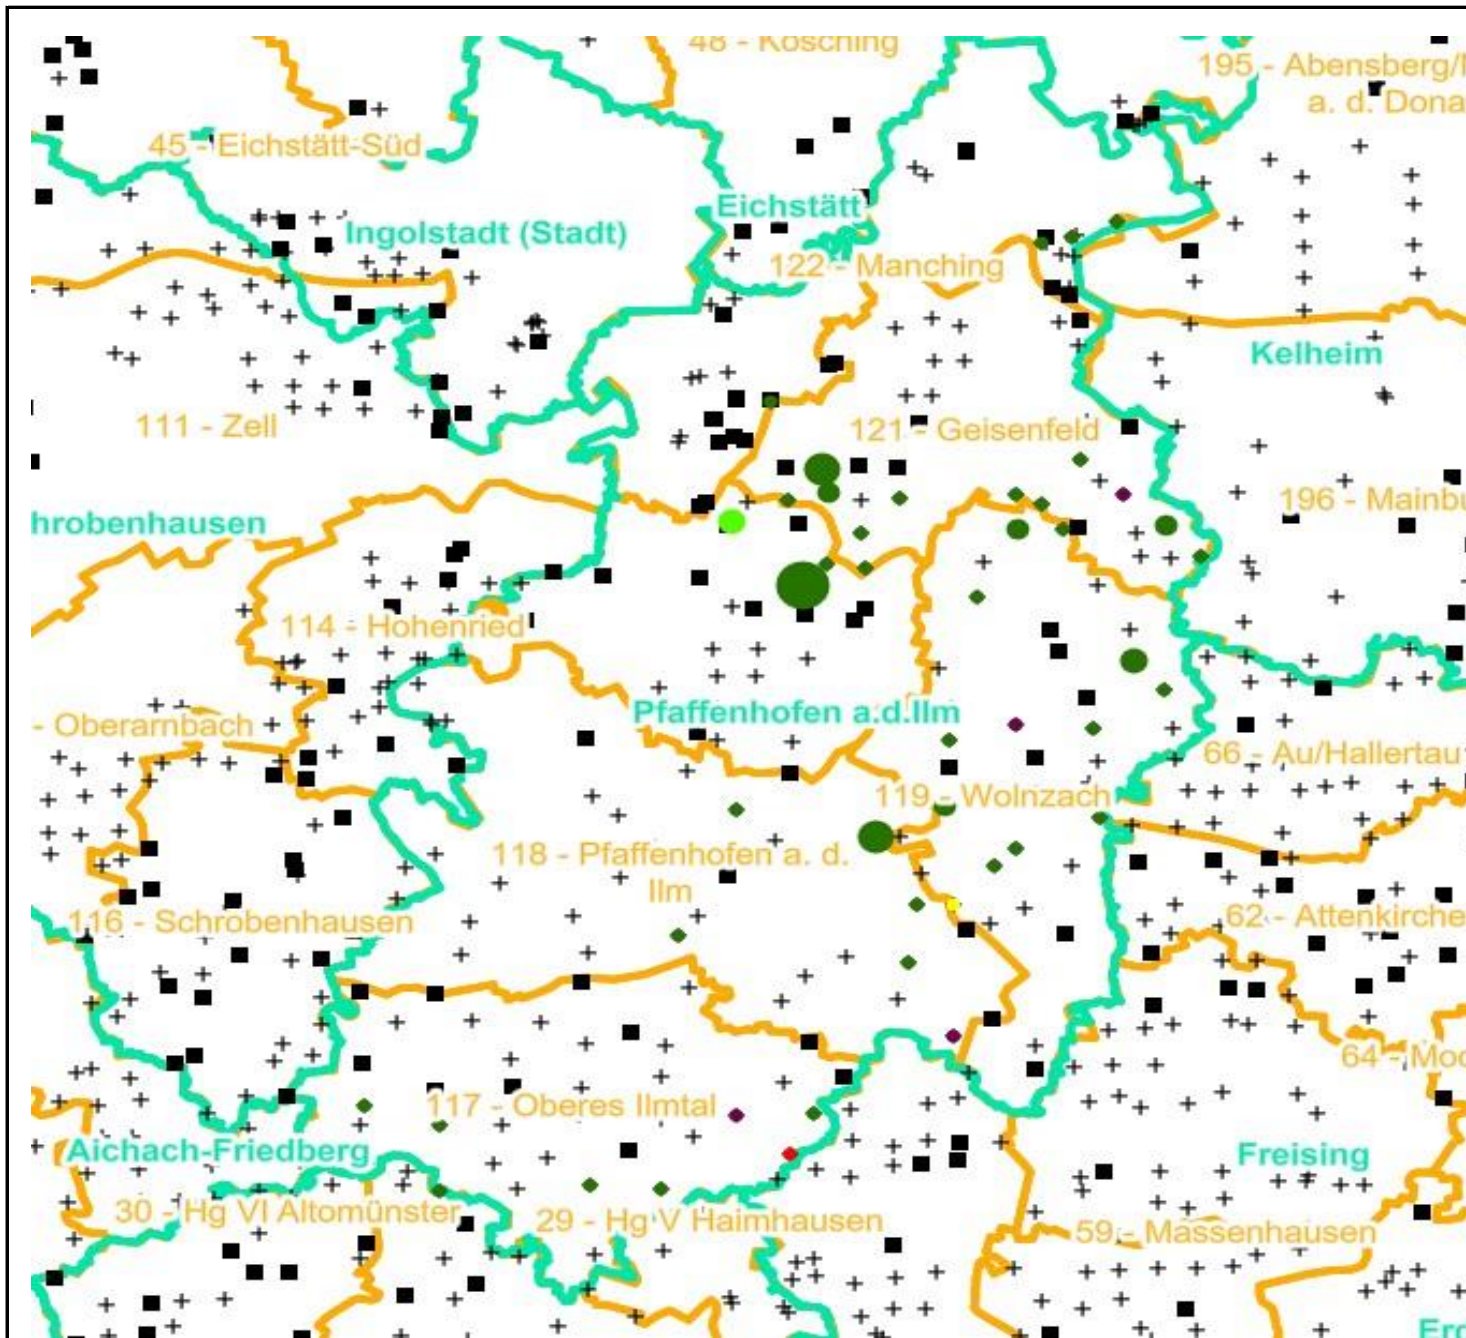 48 - Kösching
195 - Abensberg/
a. d. Dona
45 - Eichstätt-Süd
Eichstätt
Ingolstadt (Stadt)
122 - Manching
Kelheim
111 - Zell
121 - Geisenfeld
196 - Mainbu
hrobenhausen
114 - Hohenried
Pfaffenhofen a.d.Ilm
- Oberarnbach
66 - Au/Hallertau
119 - Wolnzach
118 - Pfaffenhofen a. d.
Ilm
116 - Schrobenhausen
62 - Attenkirche
64 - Moo
117 - Oberes Ilmtal
Aichach-Friedberg
Freising
30 - Hg VI Altomünster
29 - Hg V Haimhausen
59 - Massenhausen